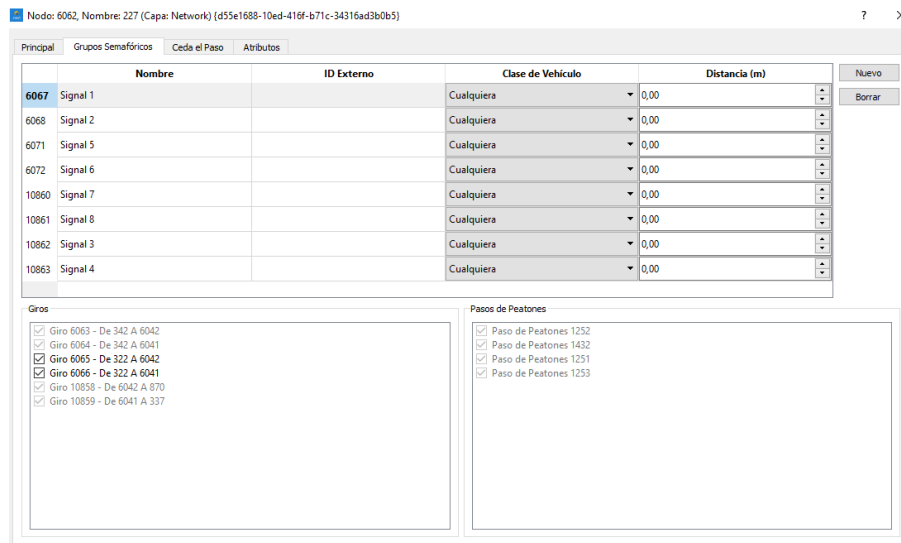 Nodo: 6062, Nombre: 227 (Capa: Network) {d55e1688-10ed-416f-b71c-34316ad3b0b5} ?
Principal Grupos Semafóricos Ceda el Paso Atributos
Nombre ID Externo Clase de Vehículo Distancia (m) Nuevo
6067 Signal 1 Cualquiera 0,00 Borrar
6068 Signal 2 Cualquiera 0,00
6071 Signal 5 Cualquiera 0,00
6072 Signal 6 Cualquiera 0,00
10860 Signal 7 Cualquiera 0,00
10861 Signal 8 Cualquiera 0,00
10862 Signal 3 Cualquiera 0,00
10863 Signal 4 Cualquiera 0,00
Giros
Giro 6063 - De 342 A 6042
Giro 6064 - De 342 A 6041
Giro 6065 - De 322 A 6042
Giro 6066 - De 322 A 6041
Giro 10858 - De 6042 A 870
Giro 10859 - De 6041 A 337
Pasos de Peatones
Paso de Peatones 1252
Paso de Peatones 1432
Paso de Peatones 1251
Paso de Peatones 1253